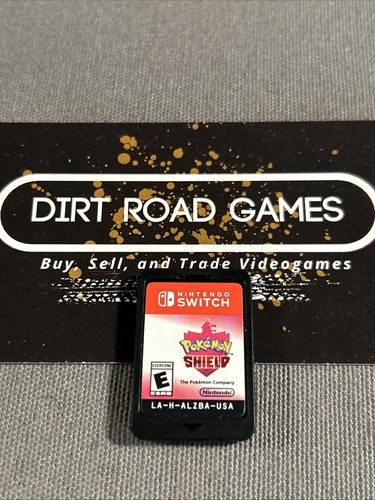 DIRT ROAD GAMES
Buy, Sell, and Trade Videogames
NINTENDO
SWITCH
POKéMON
SHIELD
The Pokémon Company
EVERYONE
E
ESRB
Nintendo
LA-H-ALZBA-USA